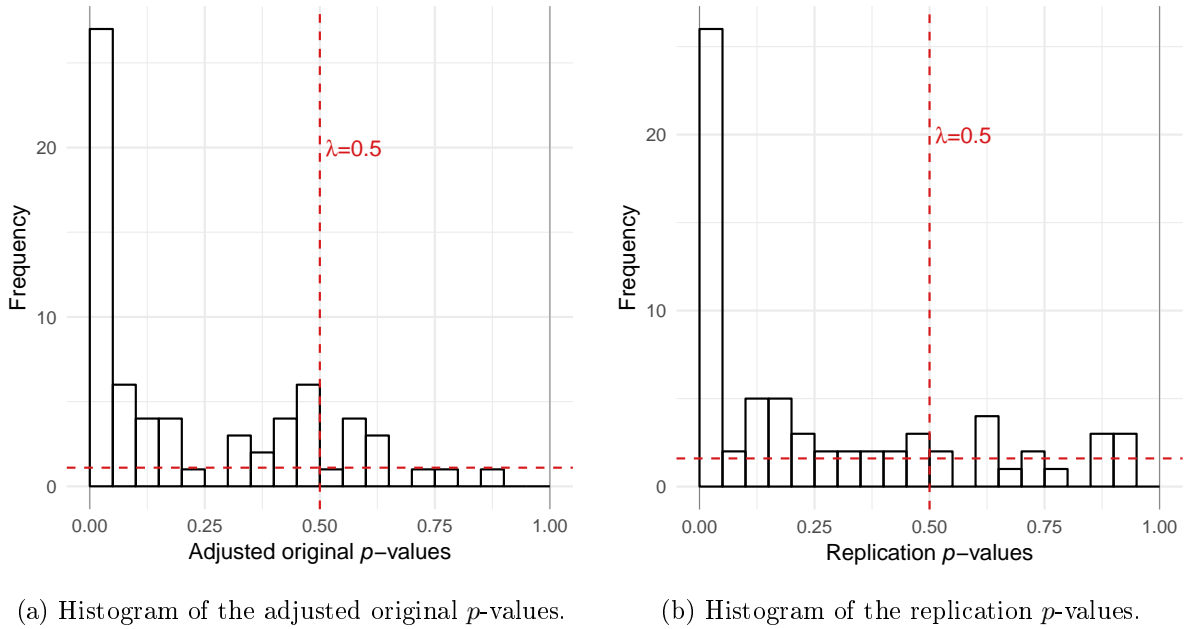 Frequency
20
10
0
λ=0.5
0.00 0.25 0.50 0.75 1.00
Adjusted original p−values
(a) Histogram of the adjusted original p-values.
Frequency
20
10
0
λ=0.5
0.00 0.25 0.50 0.75 1.00
Replication p−values
(b) Histogram of the replication p-values.